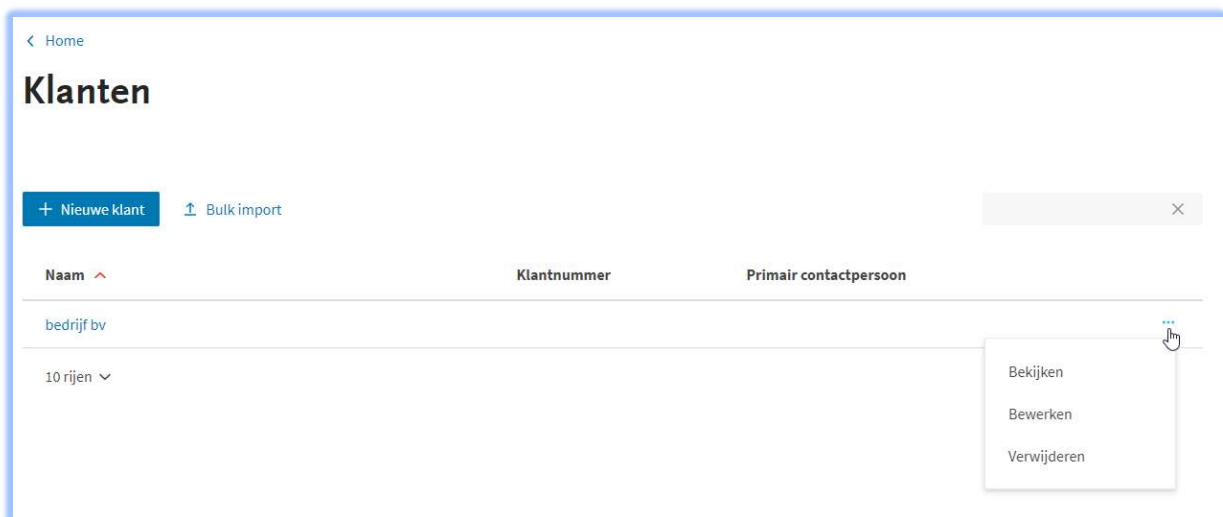 Home
Klanten
+ Nieuwe klant Bulk import
Naam Klantnummer Primair contactpersoon
bedrijf bv ...
10 rijen
Bekijken
Bewerken
Verwijderen